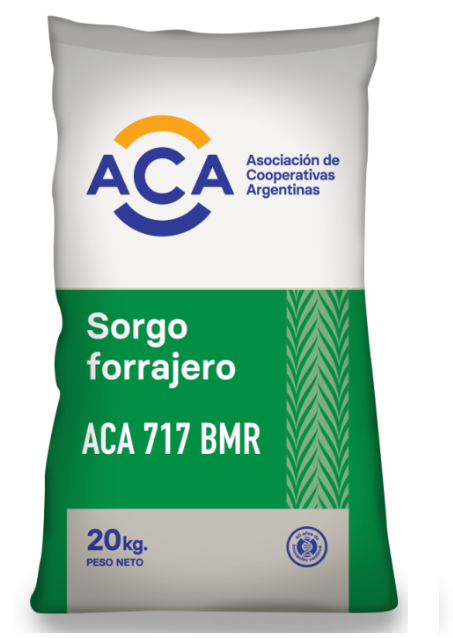 ACA
Asociación de
Cooperativas
Argentinas
Sorgo
forrajero
ACA 717 BMR
20kg.
PESO NETO